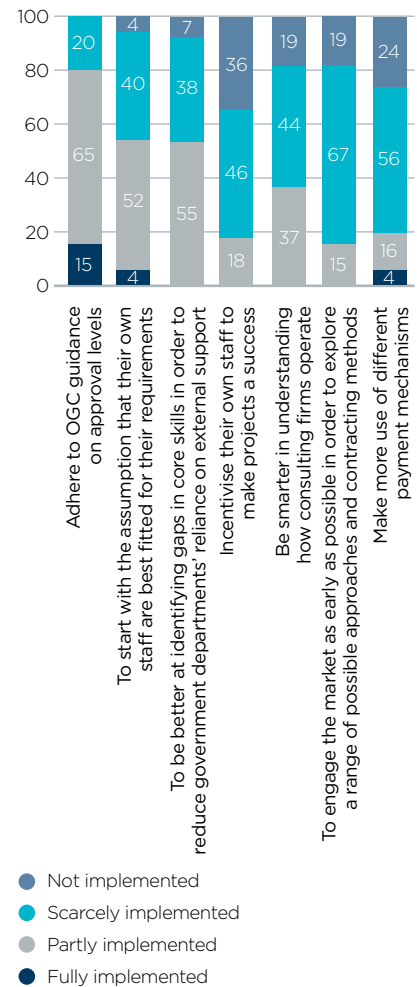 100
80
60
40
20
0
20
65
15
4
40
52
4
7
38
55
36
46
18
19
44
37
19
67
15
24
56
16
4
Adhere to OGC guidance
on approval levels
To start with the assumption that their own
staff are best fitted for their requirements
To be better at identifying gaps in core skills in order to
reduce government departments' reliance on external support
Incentivise their own staff to
make projects a success
Be smarter in understanding
how consulting firms operate
To engage the market as early as possible in order to explore
a range of possible approaches and contracting methods
Make more use of different
payment mechanisms
Not implemented
Scarcely implemented
Partly implemented
Fully implemented